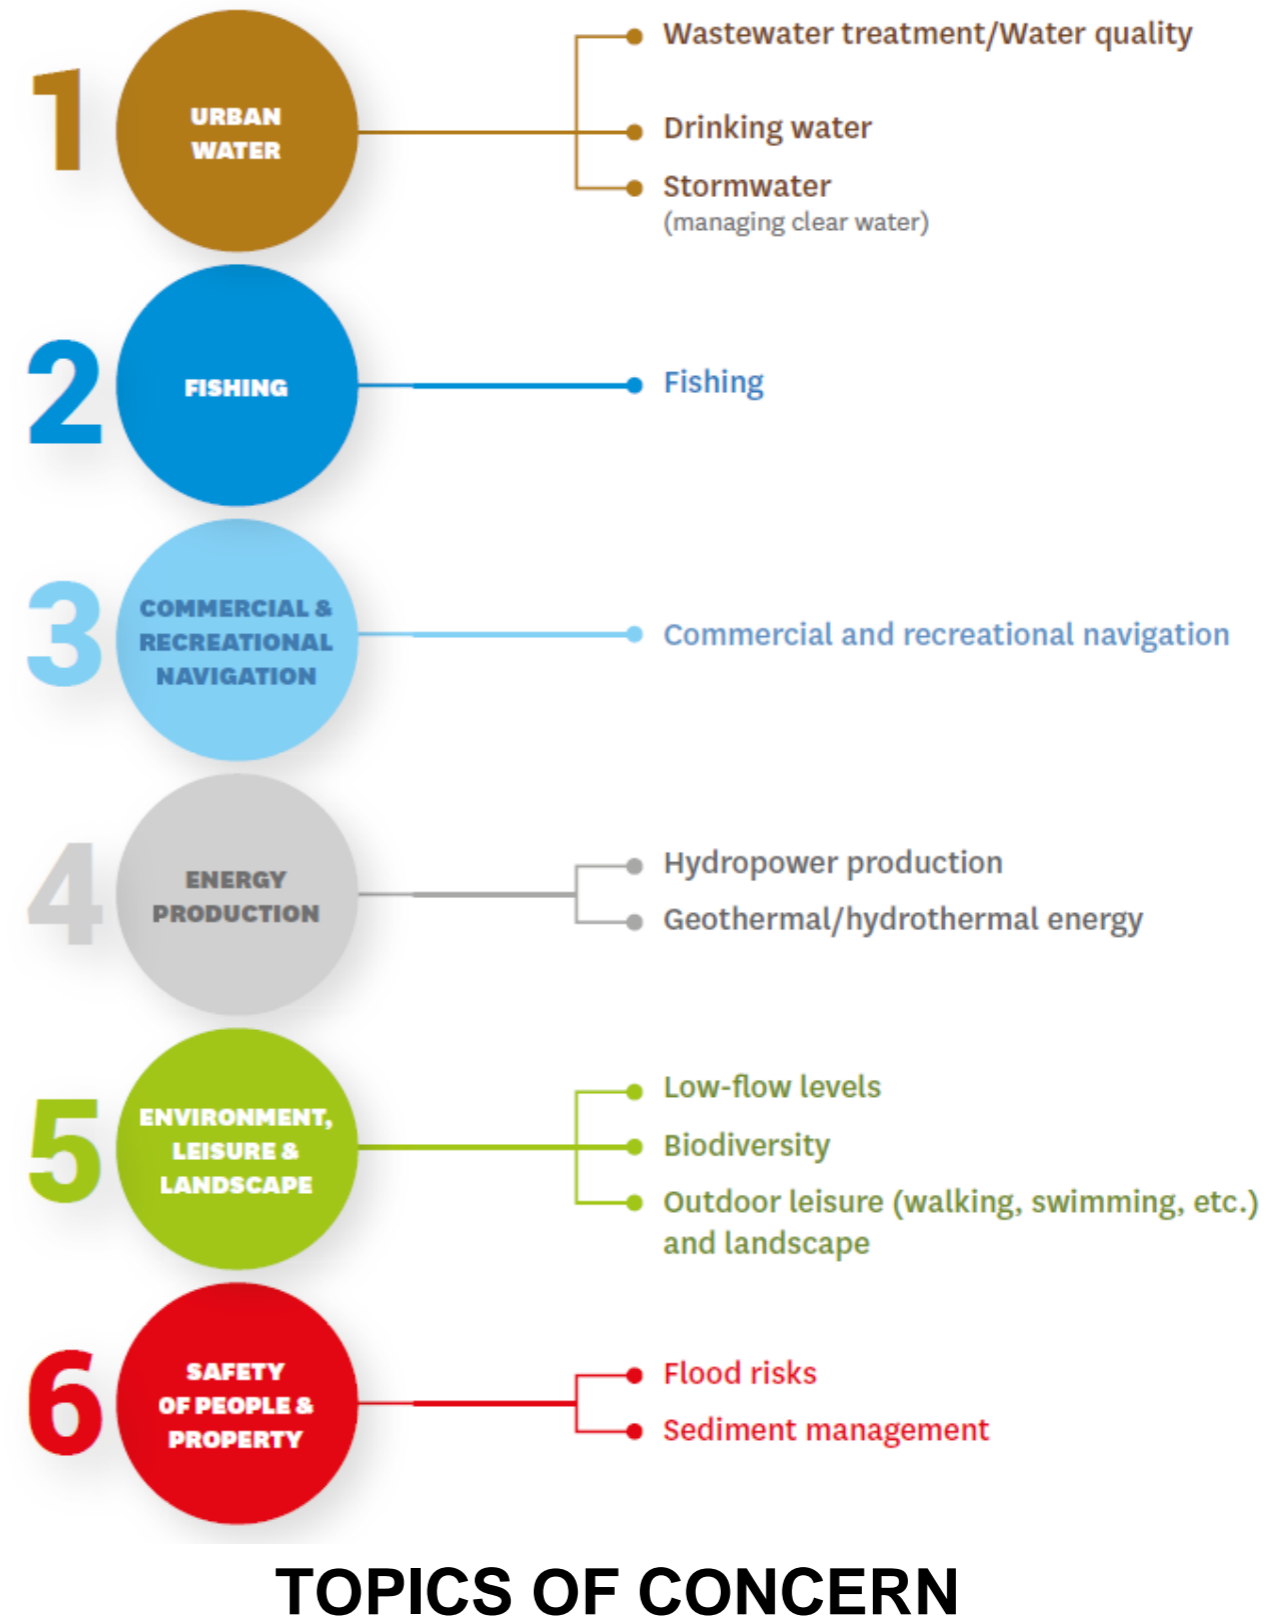 1
URBAN
WATER
Wastewater treatment/Water quality
Drinking water
Stormwater
(managing clear water)
2
FISHING
Fishing
3
COMMERCIAL &
RECREATIONAL
NAVIGATION
Commercial and recreational navigation
4
ENERGY
PRODUCTION
Hydropower production
Geothermal/hydrothermal energy
5
ENVIRONMENT,
LEISURE &
LANDSCAPE
Low-flow levels
Biodiversity
Outdoor leisure (walking, swimming, etc.)
and landscape
6
SAFETY
OF PEOPLE &
PROPERTY
Flood risks
Sediment management
TOPICS OF CONCERN